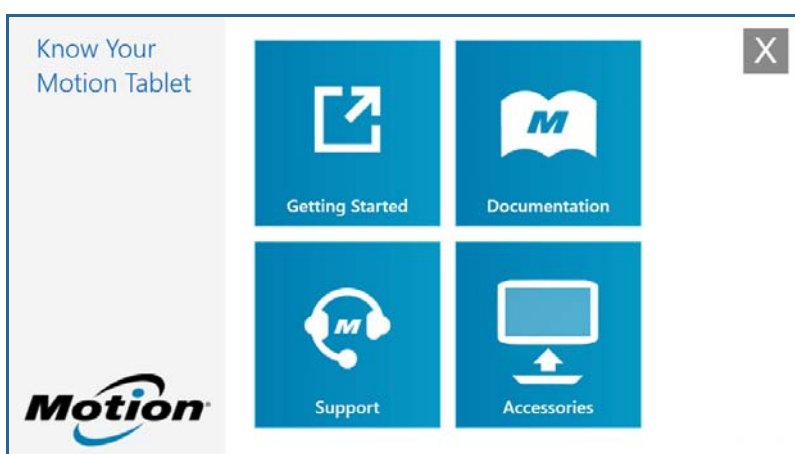 Know Your
Motion Tablet
X
M
Getting Started
Documentation
M
Support
Accessories
Motion